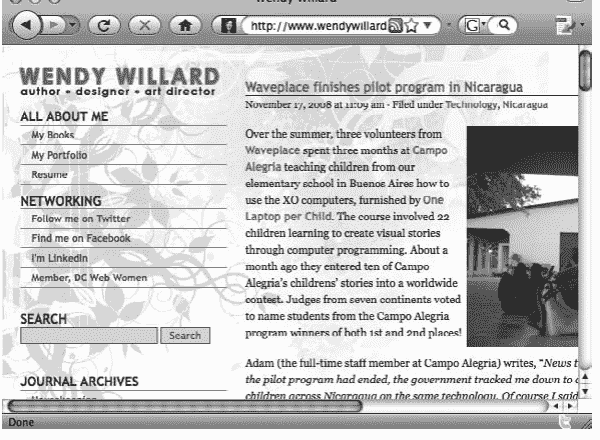 Wendy Willard
http://www.wendywillard
G
WENDY WILLARD
author • designer • art director
ALL ABOUT ME
My Books
My Portfolio
Resume
NETWORKING
Follow me on Twitter
Find me on Facebook
I'm LinkedIn
Member, DC Web Women
SEARCH
Search
JOURNAL ARCHIVES
Housekeeping
Waveplace finishes pilot program in Nicaragua
November 17, 2008 at 11:09 am - Filed under Technology, Nicaragua
Over the summer, three volunteers from
Waveplace spent three months at Campo
Alegria teaching children from our
elementary school in Buenos Aires how to
use the XO computers, furnished by One
Laptop per Child. The course involved 22
children learning to create visual stories
through computer programming. About a
month ago they entered ten of Campo
Alegria's childrens' stories into a worldwide
contest. Judges from seven continents voted
to name students from the Campo Alegria
program winners of both 1st and 2nd places!
Adam (the full-time staff member at Campo Alegria) writes, "News t
the pilot program had ended, the government tracked me down to
children across Nicaragua on the same technology. Of course I said
Done